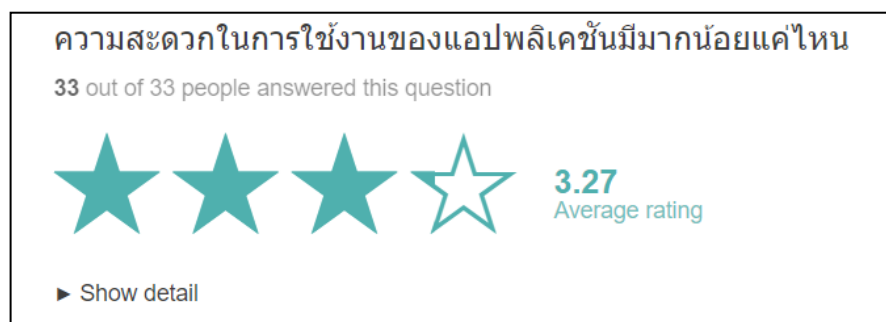 ความสะดวกในการใช้งานของแอปพลิเคชันมีมากน้อยแค่ไหน
33 out of 33 people answered this question
3.27
Average rating
► Show detail